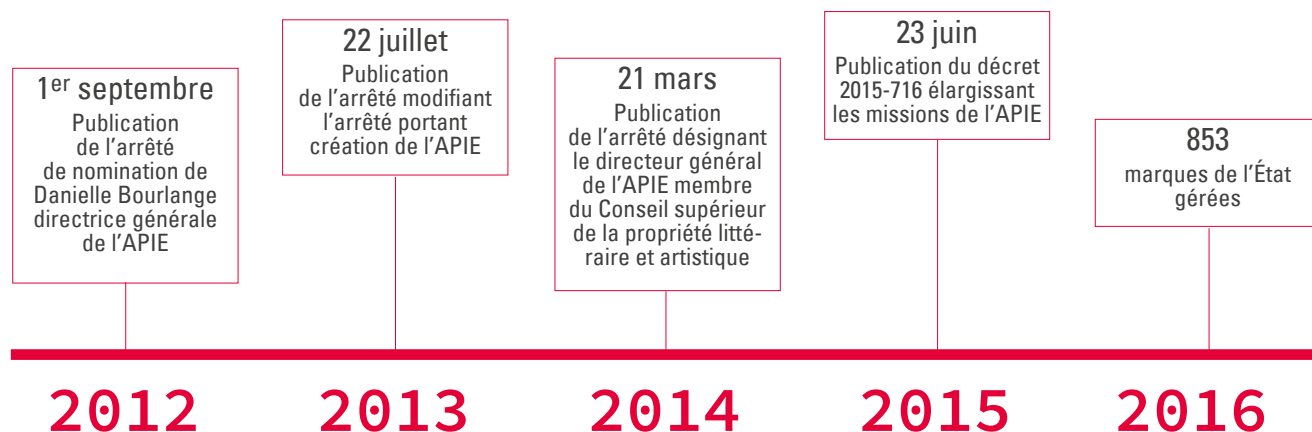 1er septembre
Publication
de l'arrêté
de nomination de
Danielle Bourlange
directrice générale
de l'APIE
22 juillet
Publication
de l'arrêté modifiant
l'arrêté portant
création de l'APIE
21 mars
Publication
de l'arrêté désignant
le directeur général
de l'APIE membre
du Conseil supérieur
de la propriété litté-
raire et artistique
23 juin
Publication du décret
2015-716 élargissant
les missions de l'APIE
853
marques de l'État
gérées
2012
2013
2014
2015
2016